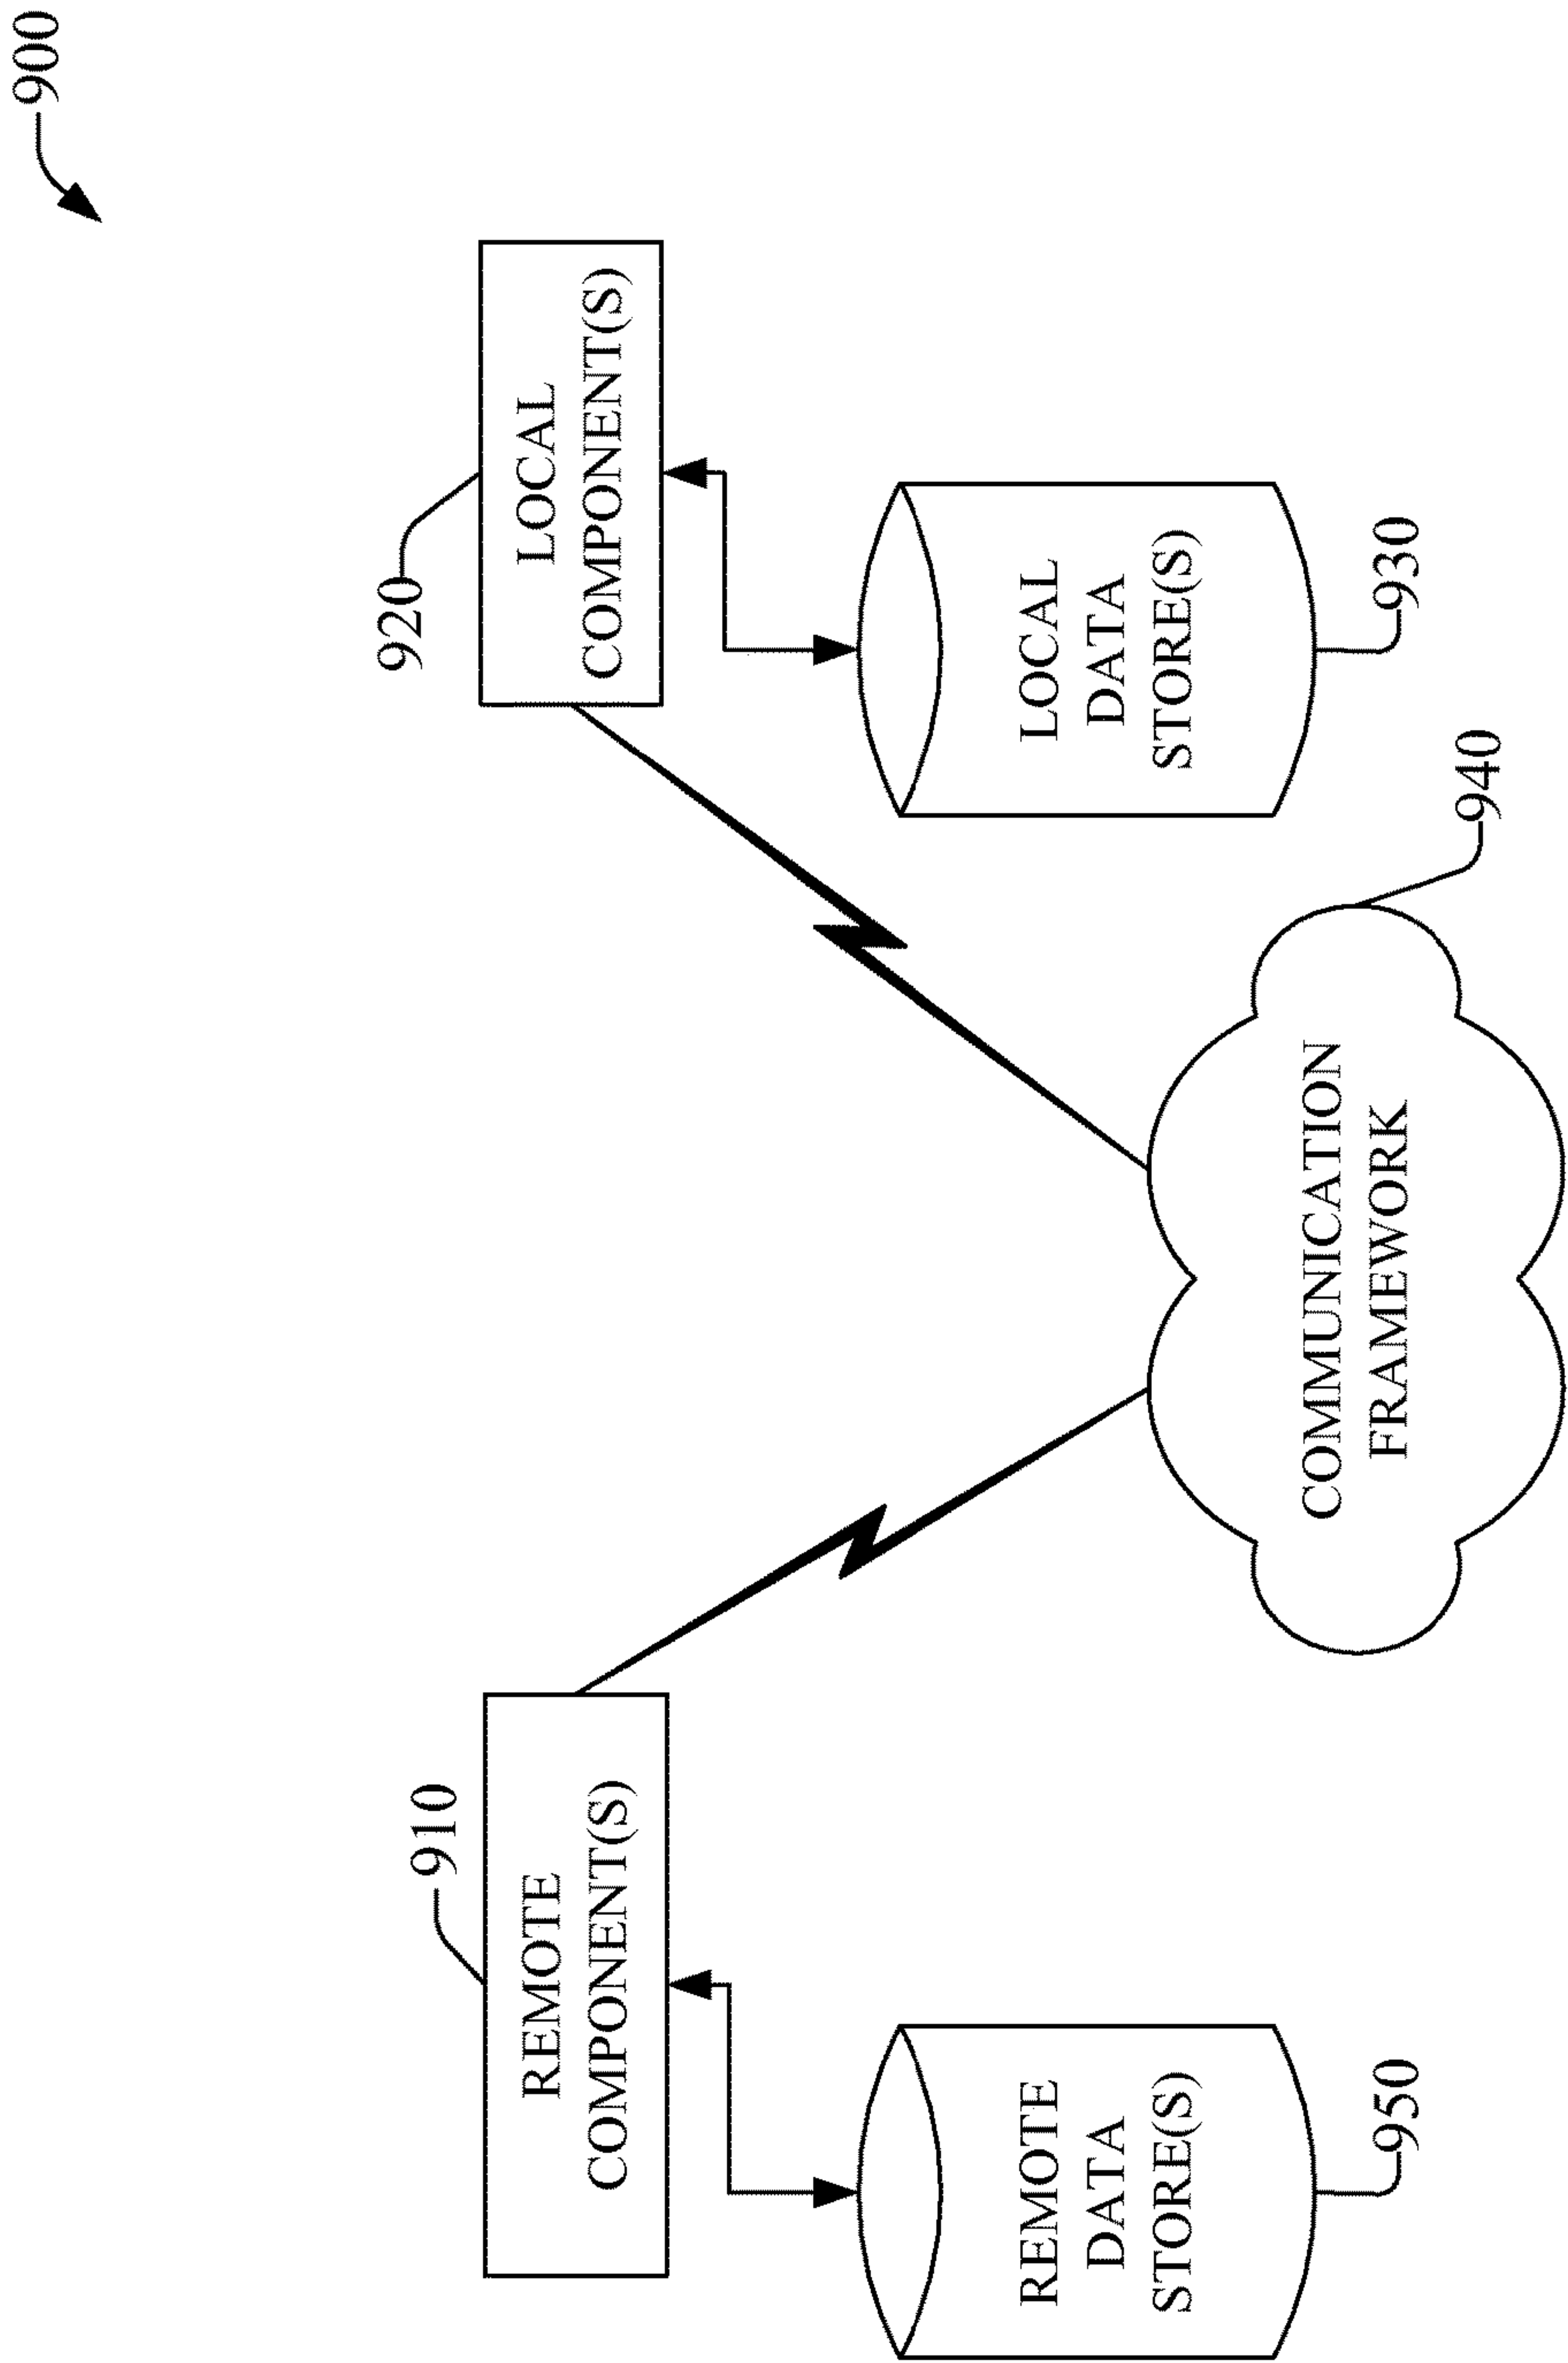 900
910
REMOTE
COMPONENT(S)
920
LOCAL
COMPONENT(S)
REMOTE
DATA
STORE(S)
950
LOCAL
DATA
STORE(S)
930
COMMUNICATION
FRAMEWORK
940